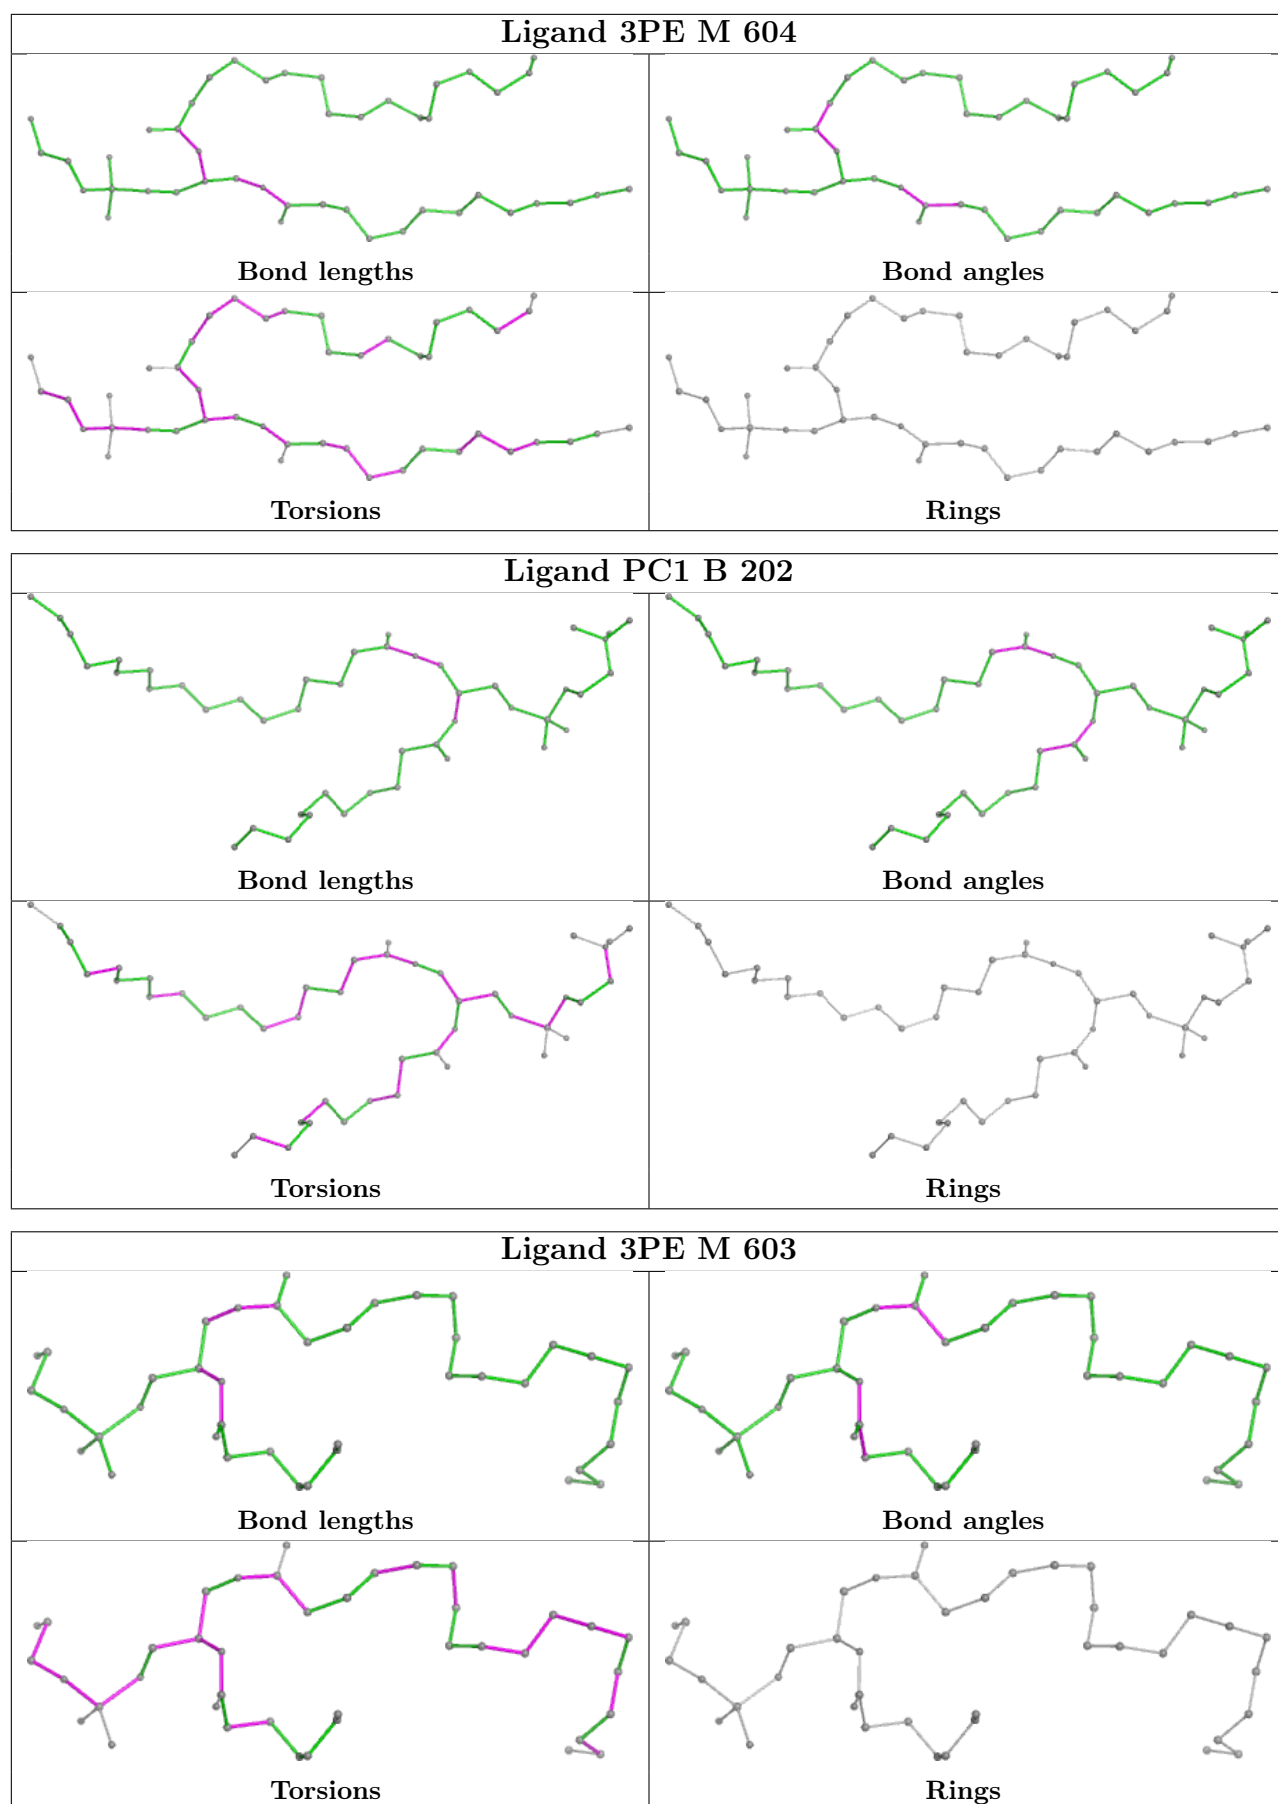 Ligand 3PE M 604
Bond lengths
Bond angles
Torsions
Rings
Ligand PC1 B 202
Bond lengths
Bond angles
Torsions
Rings
Ligand 3PE M 603
Bond lengths
Bond angles
Torsions
Rings